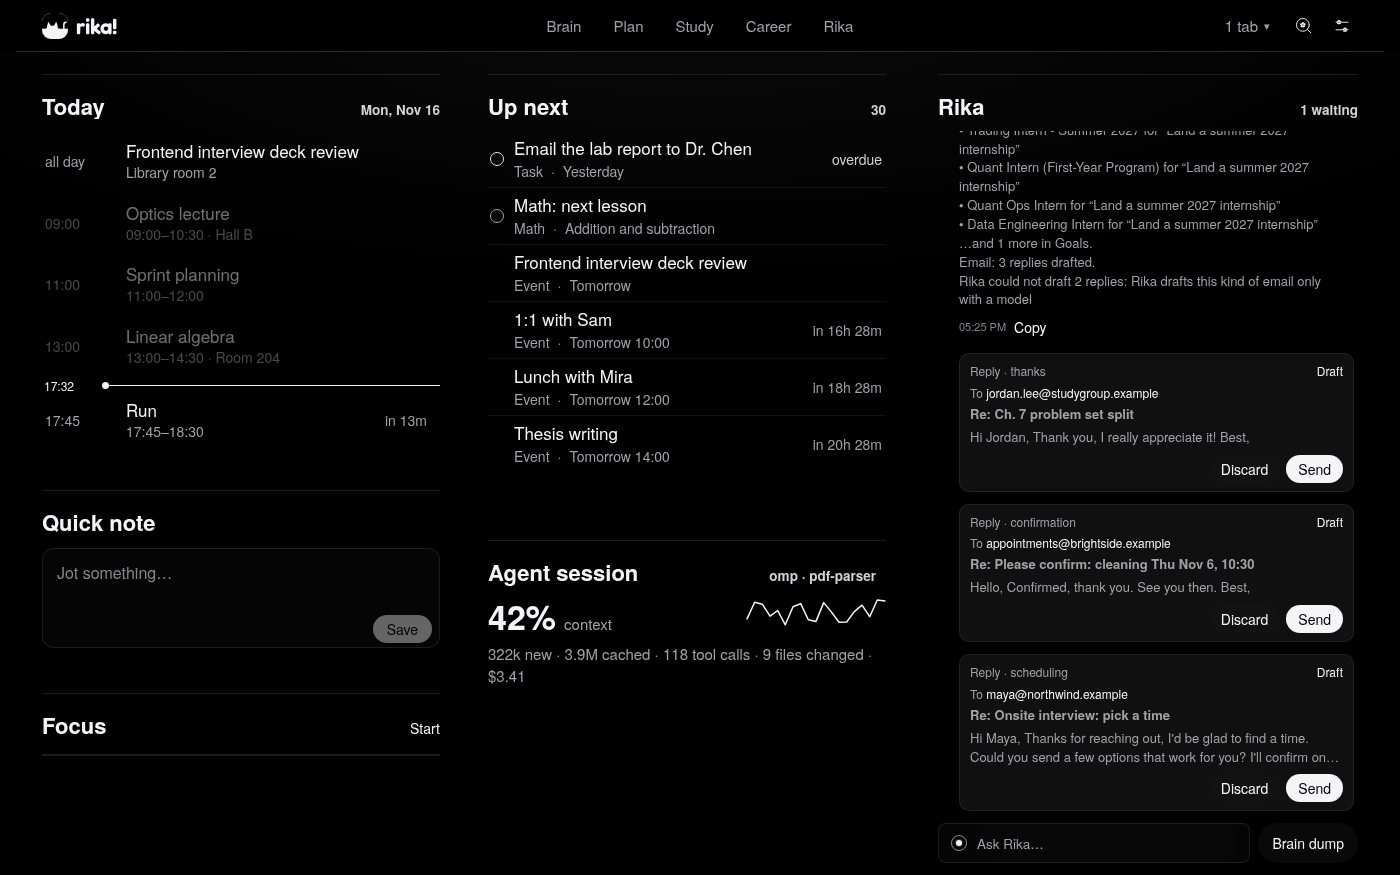 rika!
Brain
Plan
Study
Career
Rika
1 tab ▾
Today
Mon, Nov 16
all day
Frontend interview deck review
Library room 2
09:00
Optics lecture
09:00–10:30 · Hall B
11:00
Sprint planning
11:00–12:00
13:00
Linear algebra
13:00–14:30 · Room 204
17:32
17:45
Run
17:45–18:30
in 13m
Quick note
Jot something…
Save
Focus
Start
Up next
30
Email the lab report to Dr. Chen
Task · Yesterday
overdue
Math: next lesson
Math · Addition and subtraction
Frontend interview deck review
Event · Tomorrow
1:1 with Sam
Event · Tomorrow 10:00
in 16h 28m
Lunch with Mira
Event · Tomorrow 12:00
in 18h 28m
Thesis writing
Event · Tomorrow 14:00
in 20h 28m
Agent session
omp · pdf-parser
42% context
322k new · 3.9M cached · 118 tool calls · 9 files changed ·
$3.41
Rika
1 waiting
• Trading Intern - Summer 2027 for “Land a summer 2027
internship”
• Quant Intern (First-Year Program) for “Land a summer 2027
internship”
• Quant Ops Intern for “Land a summer 2027 internship”
• Data Engineering Intern for “Land a summer 2027 internship”
…and 1 more in Goals.
Email: 3 replies drafted.
Rika could not draft 2 replies: Rika drafts this kind of email only
with a model
05:25 PM Copy
Reply · thanks
Draft
To jordan.lee@studygroup.example
Re: Ch. 7 problem set split
Hi Jordan, Thank you, I really appreciate it! Best,
Discard
Send
Reply · confirmation
Draft
To appointments@brightside.example
Re: Please confirm: cleaning Thu Nov 6, 10:30
Hello, Confirmed, thank you. See you then. Best,
Discard
Send
Reply · scheduling
Draft
To maya@northwind.example
Re: Onsite interview: pick a time
Hi Maya, Thanks for reaching out, I'd be glad to find a time.
Could you send a few options that work for you? I'll confirm on…
Discard
Send
Ask Rika…
Brain dump